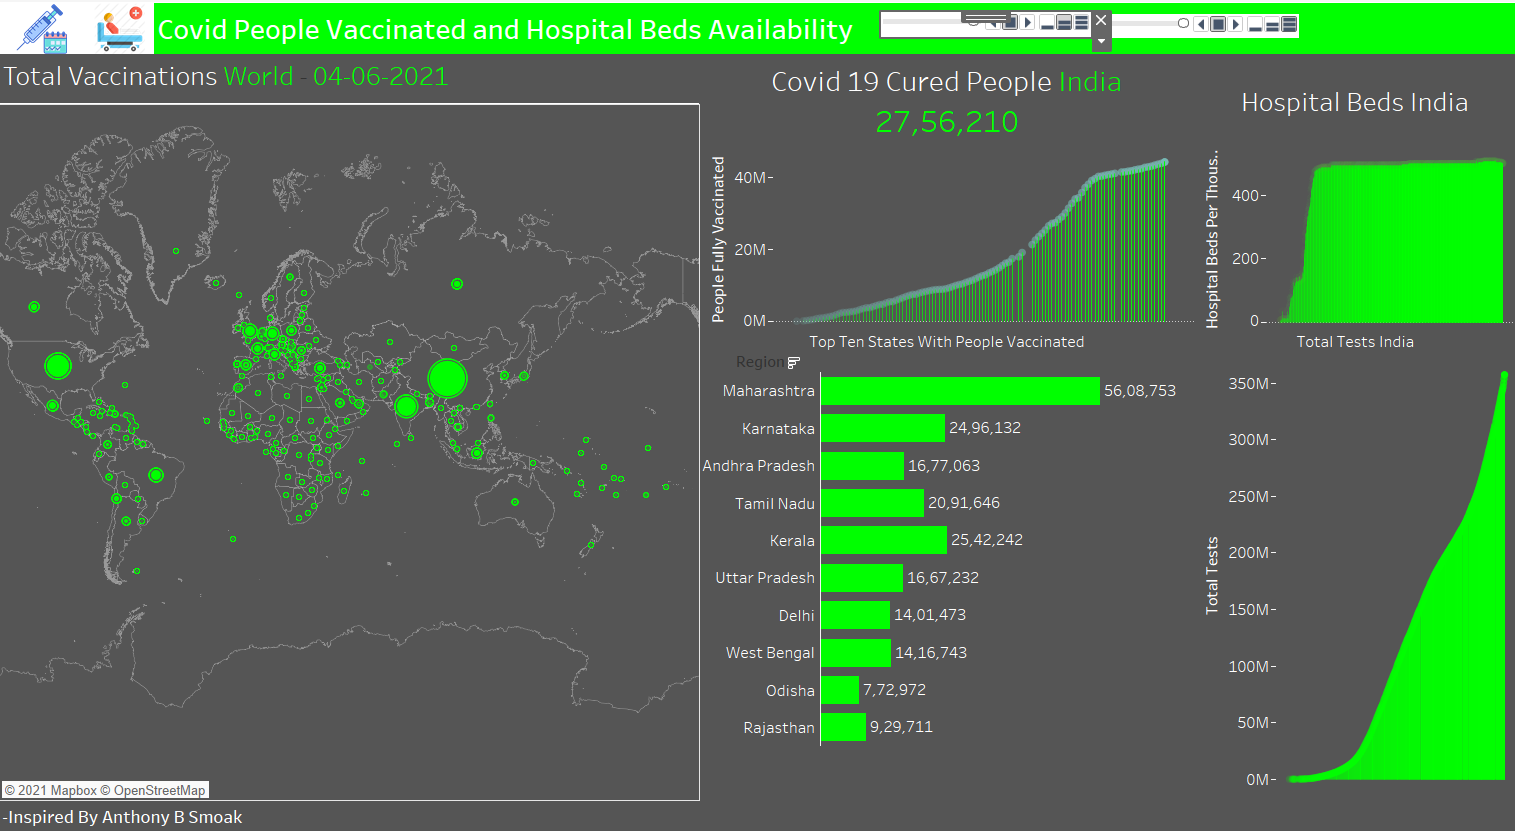 Covid People Vaccinated and Hospital Beds Availability
Total Vaccinations World - 04-06-2021
© 2021 Mapbox © OpenStreetMap
-Inspired By Anthony B Smoak
Covid 19 Cured People India
27,56,210
People Fully Vaccinated
40M
20M
0M
Top Ten States With People Vaccinated
Region
Maharashtra 56,08,753
Karnataka 24,96,132
Andhra Pradesh 16,77,063
Tamil Nadu 20,91,646
Kerala 25,42,242
Uttar Pradesh 16,67,232
Delhi 14,01,473
West Bengal 14,16,743
Odisha 7,72,972
Rajasthan 9,29,711
Hospital Beds India
Hospital Beds Per Thous..
400
200
0
Total Tests India
Total Tests
350M
300M
250M
200M
150M
100M
50M
0M